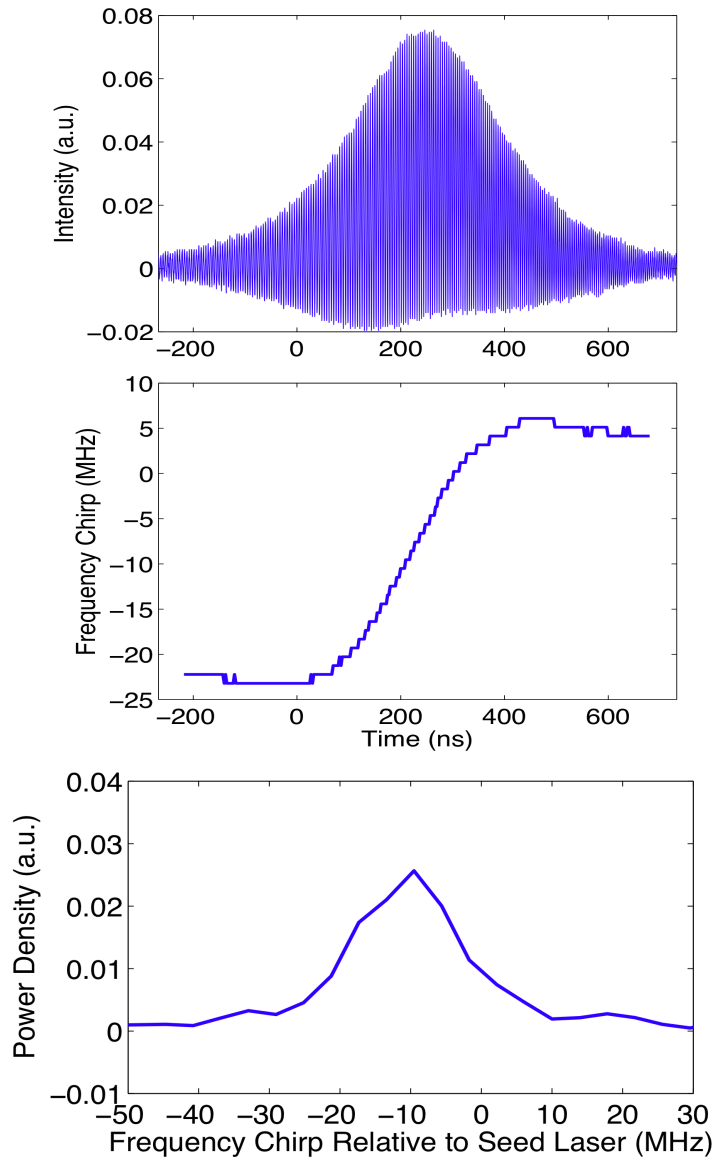 0.08
0.06
0.04
0.02
0
−0.02
Intensity (a.u.)
−200 0 200 400 600
10
5
0
−5
−10
−15
−20
−25
Frequency Chirp (MHz)
−200 0 200 400 600
Time (ns)
0.04
0.03
0.02
0.01
0
−0.01
Power Density (a.u.)
−50 −40 −30 −20 −10 0 10 20 30
Frequency Chirp Relative to Seed Laser (MHz)